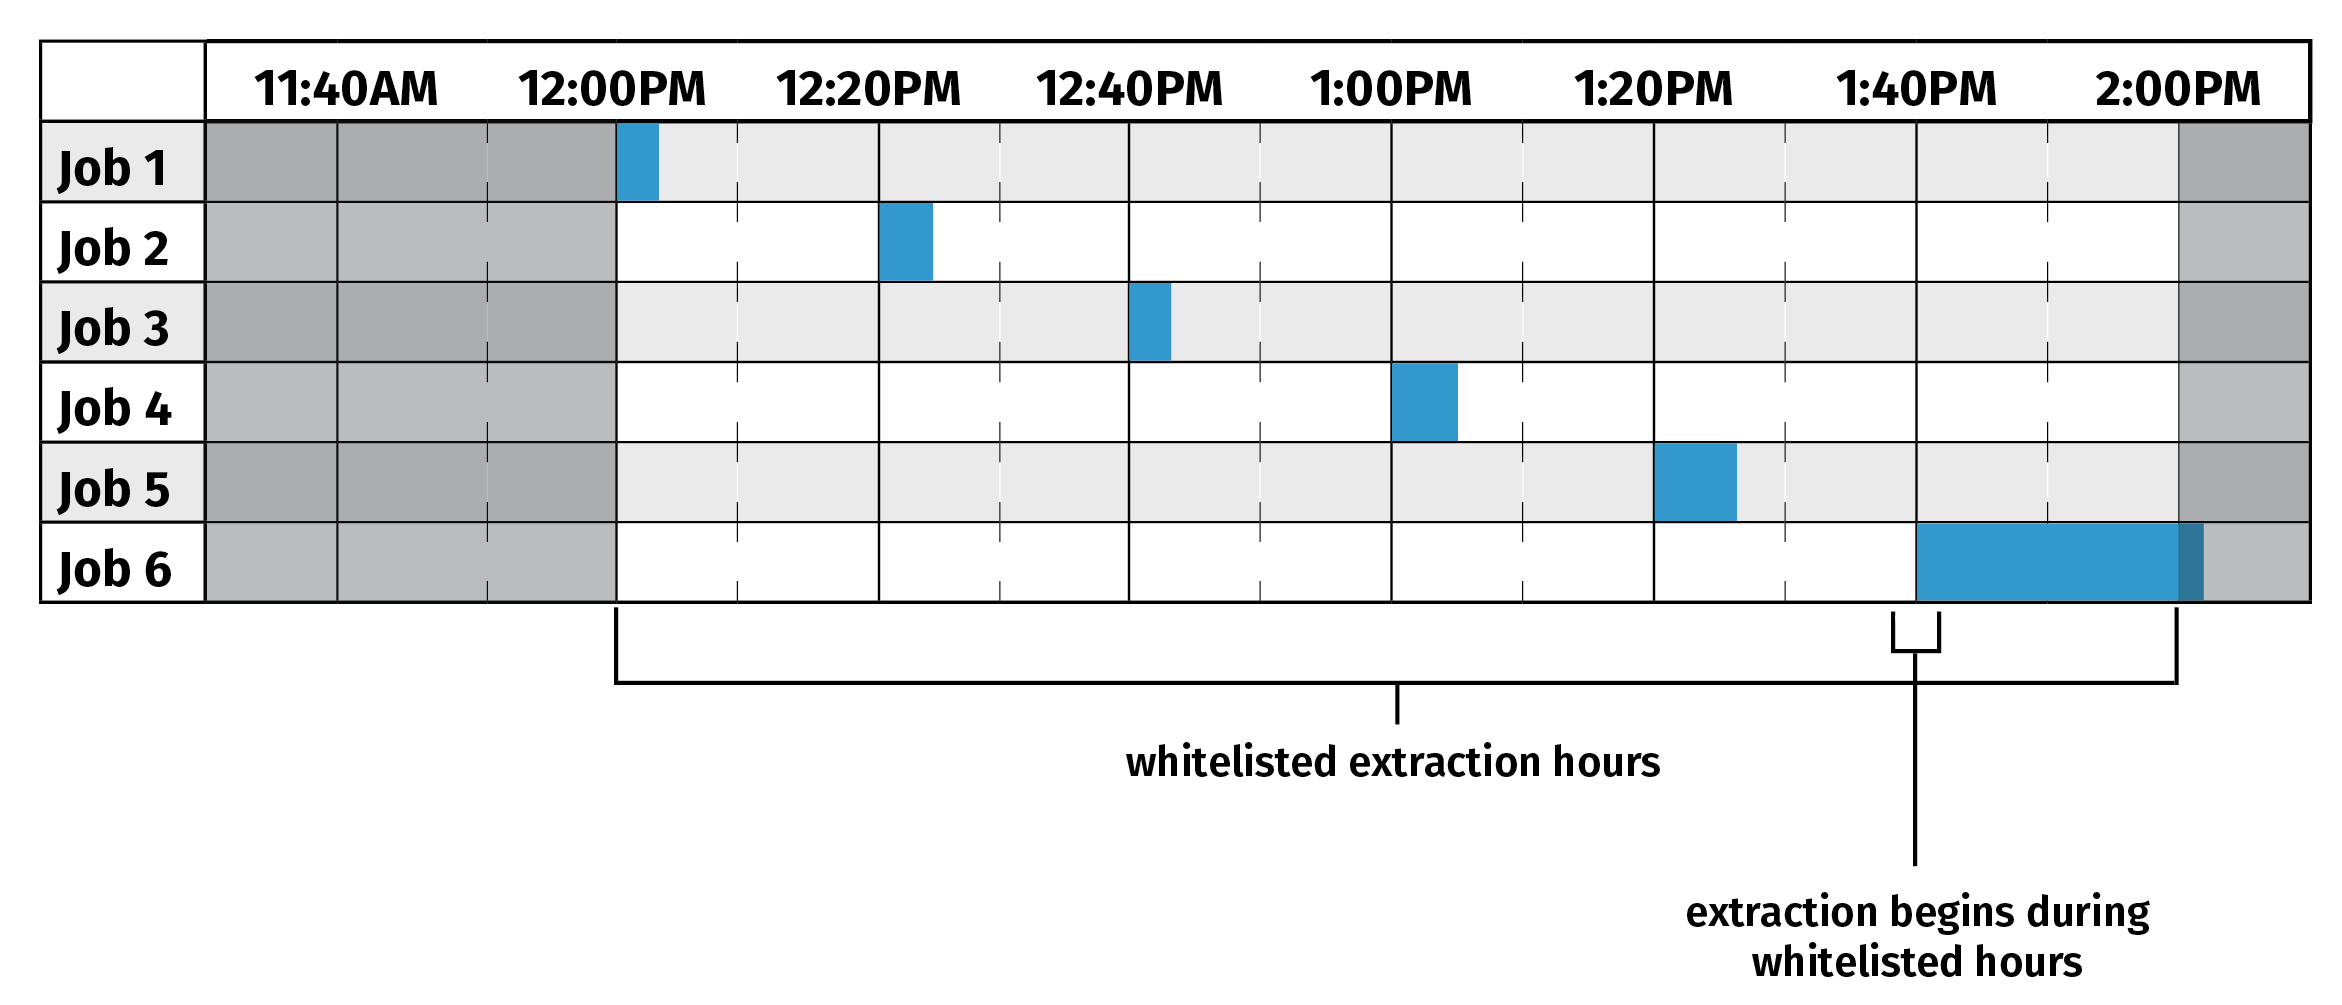 11:40AM 12:00PM 12:20PM 12:40PM 1:00PM 1:20PM 1:40PM 2:00PM
Job 1
Job 2
Job 3
Job 4
Job 5
Job 6
whitelisted extraction hours
extraction begins during
whitelisted hours